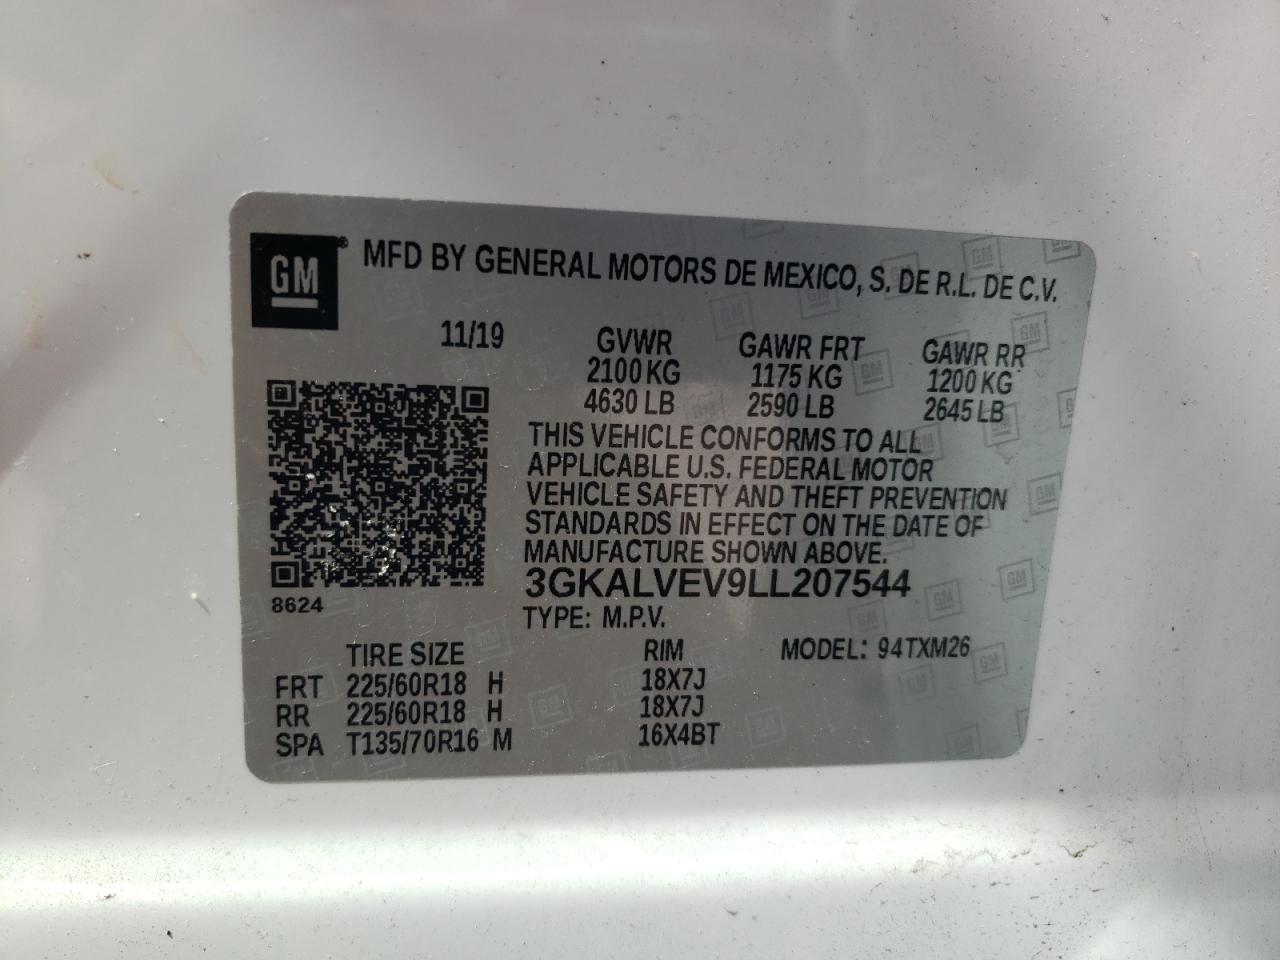 GM® MFD BY GENERAL MOTORS DE MEXICO, S. DE R.L. DE C.V.
11/19 GVWR GAWR FRT GAWR RR
2100 KG 1175 KG 1200 KG
4630 LB 2590 LB 2645 LB
THIS VEHICLE CONFORMS TO ALL
APPLICABLE U.S. FEDERAL MOTOR
VEHICLE SAFETY AND THEFT PREVENTION
STANDARDS IN EFFECT ON THE DATE OF
MANUFACTURE SHOWN ABOVE.
3GKALVEV9LL207544
8624
TYPE: M.P.V.
TIRE SIZE RIM MODEL: 94TXM26
FRT 225/60R18 H 18X7J
RR 225/60R18 H 18X7J
SPA T135/70R16 M 16X4BT